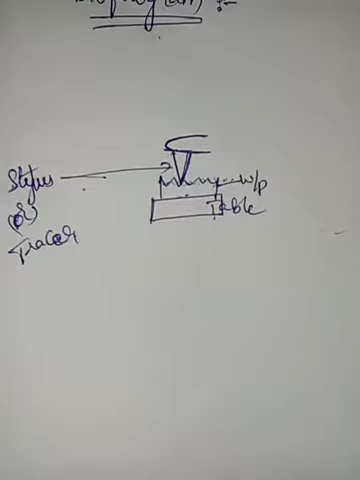 Stylus
w/p
(or)
Table
Tracer